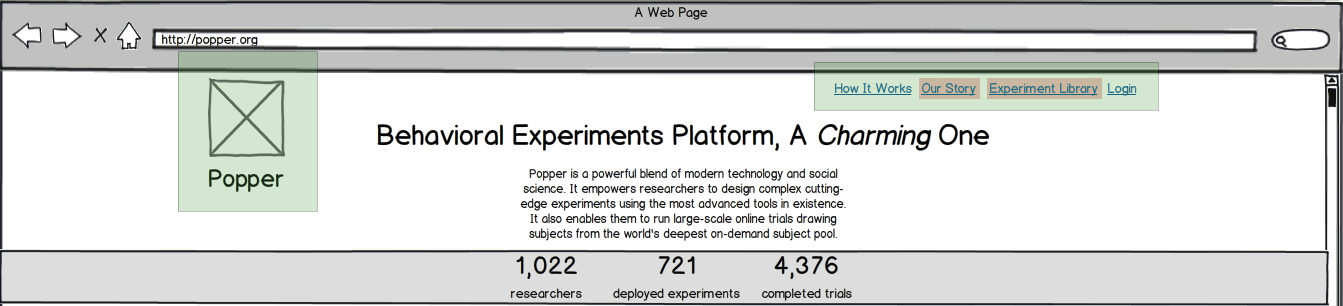 A Web Page
X
http://popper.org
How It Works Our Story Experiment Library Login
Popper
Behavioral Experiments Platform, A Charming One
Popper is a powerful blend of modern technology and social
science. It empowers researchers to design complex cutting-
edge experiments using the most advanced tools in existence.
It also enables them to run large-scale online trials drawing
subjects from the world's deepest on-demand subject pool.
1,022 721 4,376
researchers deployed experiments completed trials